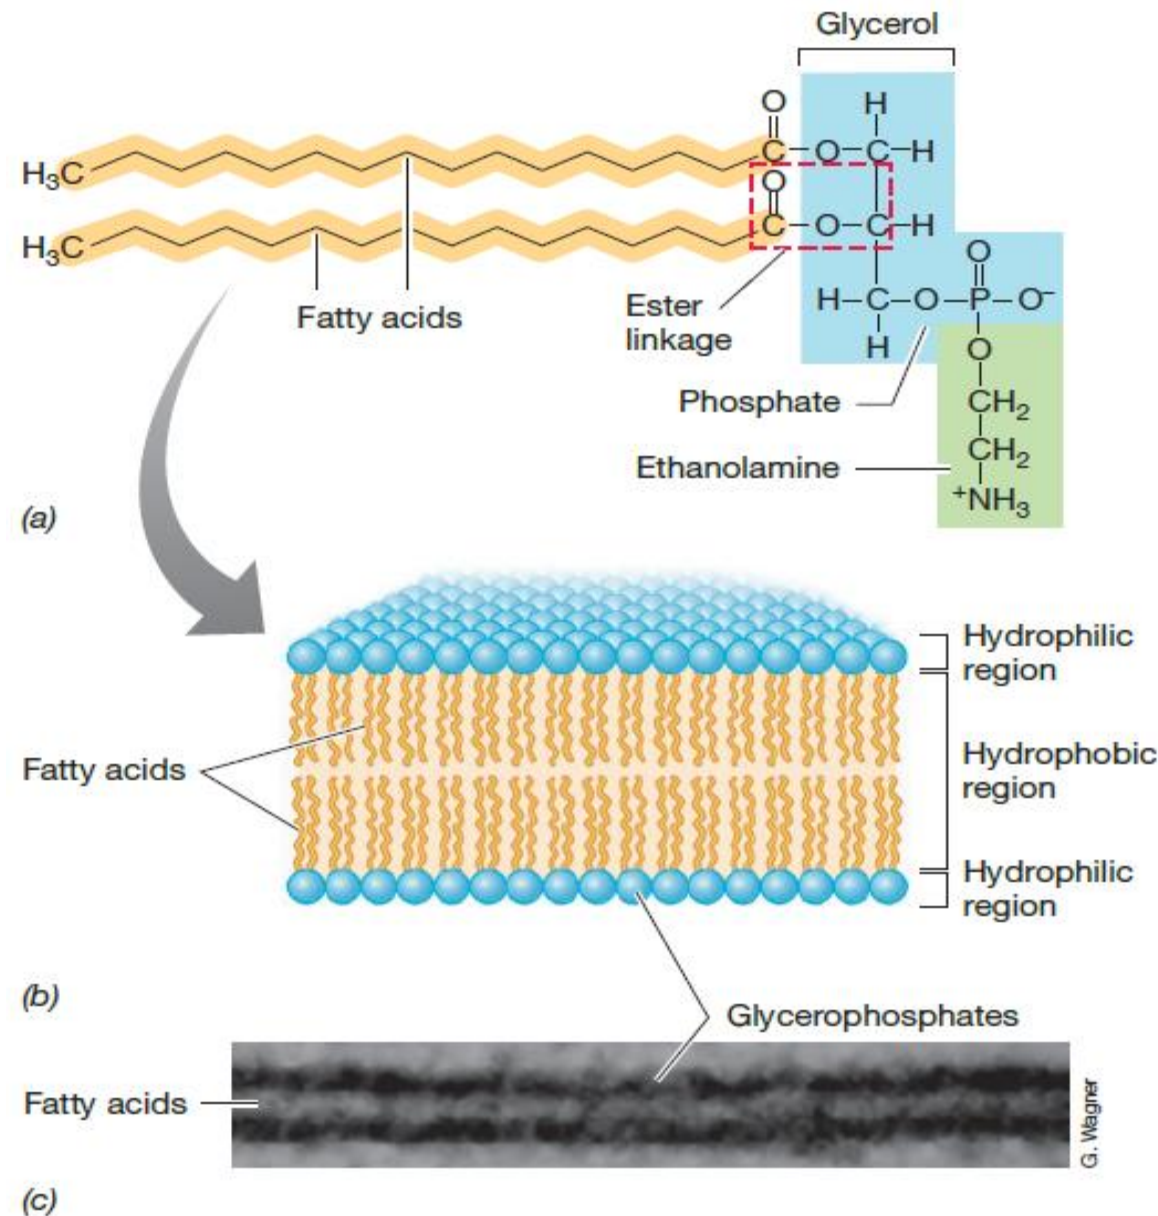 Glycerol
O H
H₃C C–O–C–H
O
H₃C C–O–C–H
O
Fatty acids
Ester
linkage
H–C–O–P–O⁻
H
O
Phosphate
CH₂
Ethanolamine
CH₂
⁺NH₃
(a)
Hydrophilic
region
Fatty acids
Hydrophobic
region
Hydrophilic
region
(b)
Glycerophosphates
Fatty acids
G. Wagner
(c)